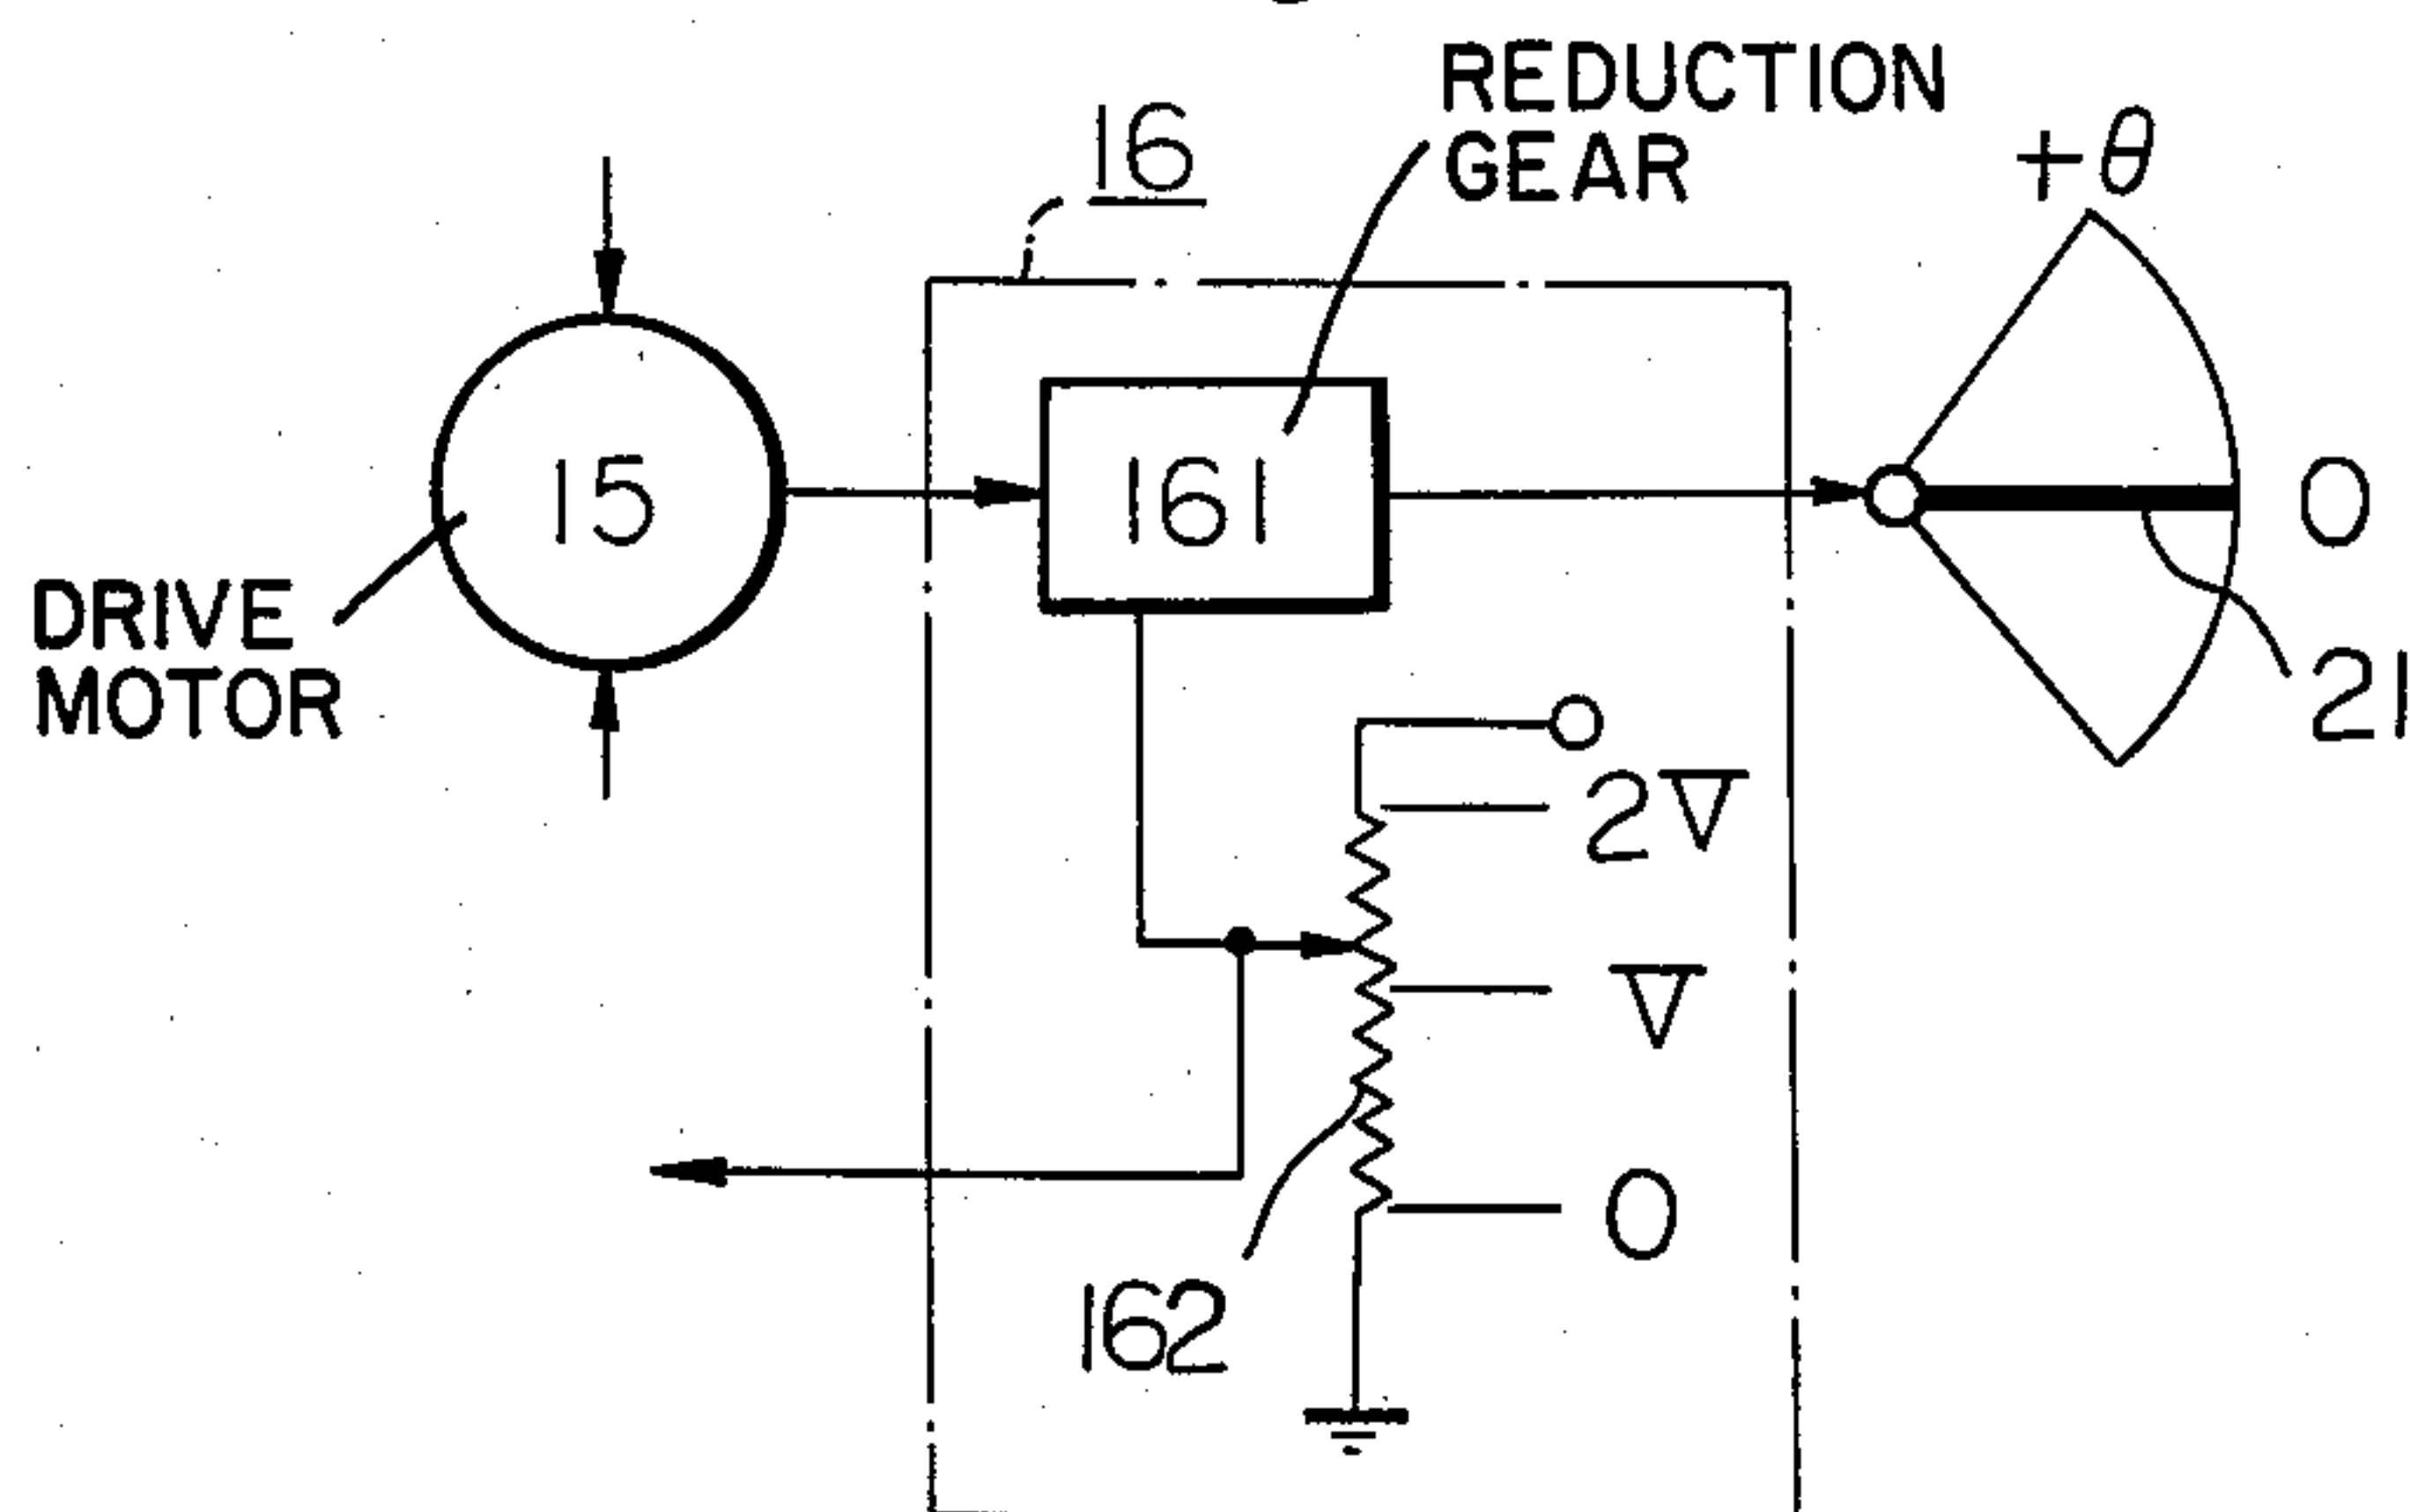 REDUCTION
GEAR
16
+θ
15
161
0
DRIVE
MOTOR
21
2V
V
0
162